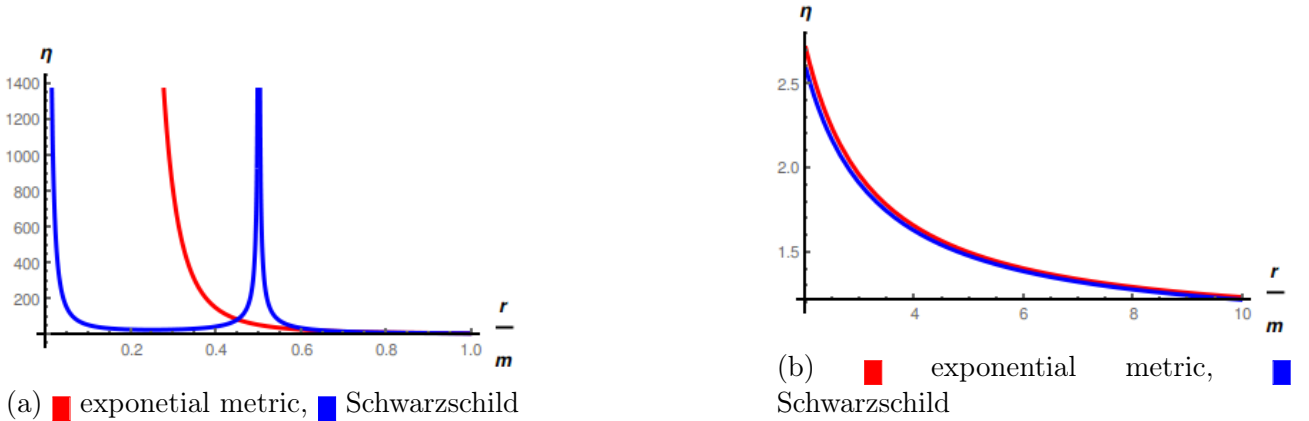 η
1400
1200
1000
800
600
400
200
0.2 0.4 0.6 0.8 1.0
r
m
(a) exponetial metric, Schwarzschild
η
2.5
2.0
1.5
4 6 8 10
r
m
(b) exponential metric,
Schwarzschild